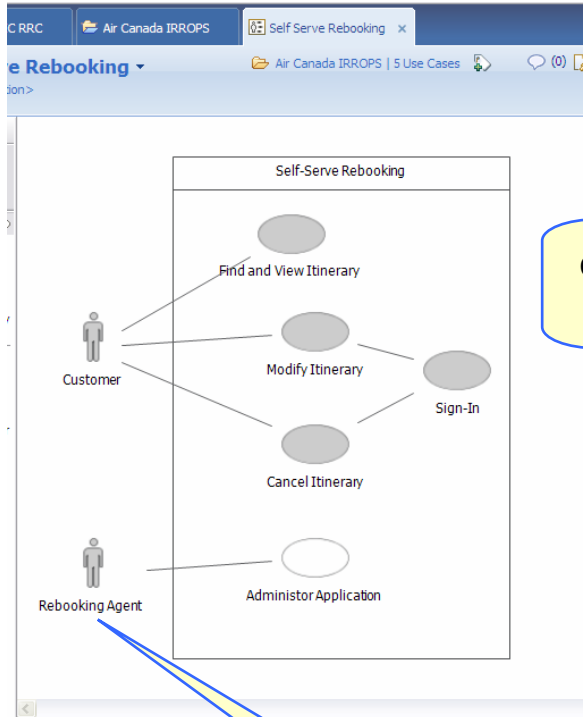 C RRC
Air Canada IRROPS
Self Serve Rebooking
e Rebooking
Air Canada IRROPS | 5 Use Cases
(0)
tion>
Self-Serve Rebooking
Find and View Itinerary
Customer
Modify Itinerary
Sign-In
Cancel Itinerary
Rebooking Agent
Administor Application